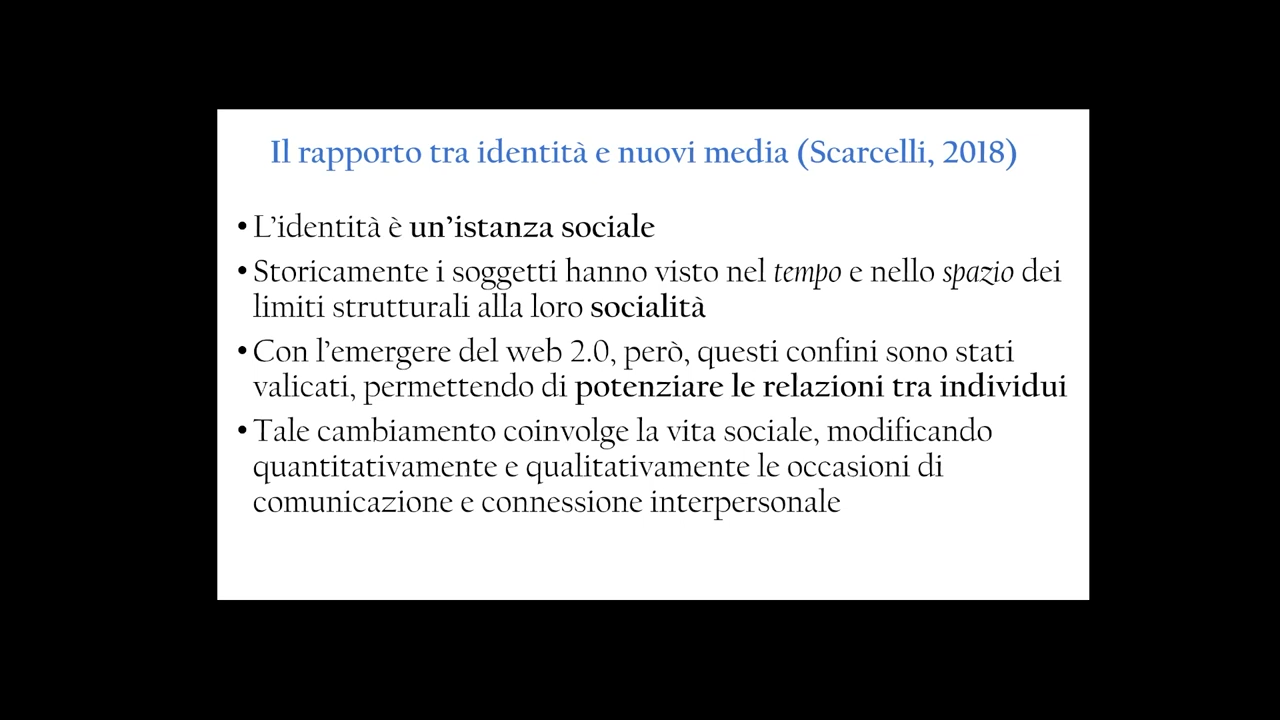 Il rapporto tra identità e nuovi media (Scarcelli, 2018)
• L’identità è un’istanza sociale
• Storicamente i soggetti hanno visto nel tempo e nello spazio dei
limiti strutturali alla loro socialità
• Con l’emergere del web 2.0, però, questi confini sono stati
valicati, permettendo di potenziare le relazioni tra individui
• Tale cambiamento coinvolge la vita sociale, modificando
quantitativamente e qualitativamente le occasioni di
comunicazione e connessione interpersonale